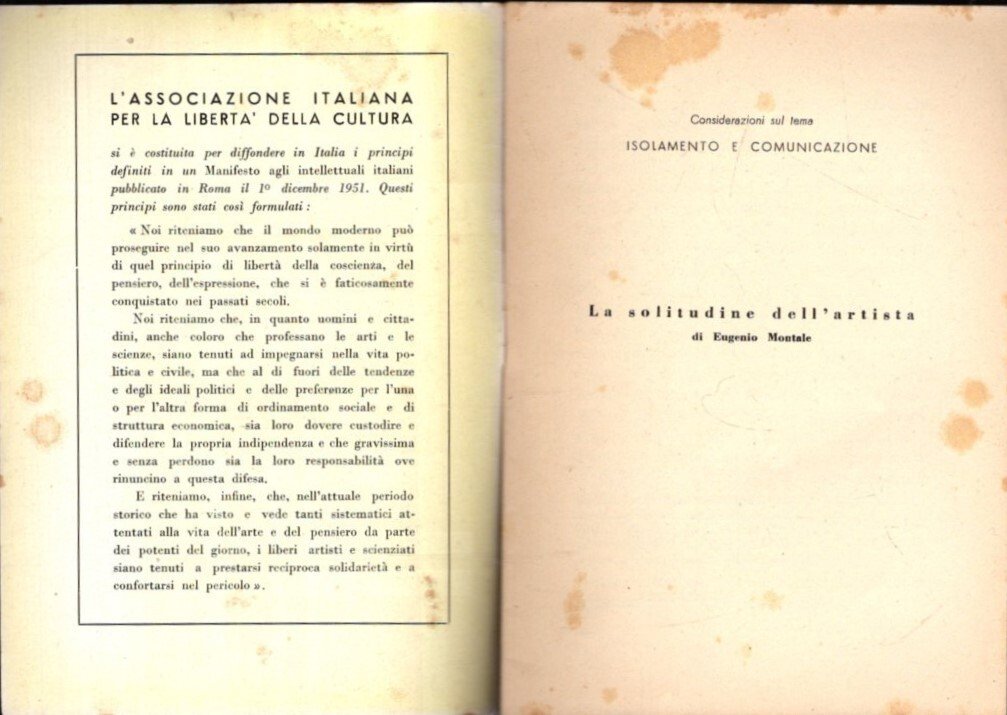 L'ASSOCIAZIONE ITALIANA
PER LA LIBERTA' DELLA CULTURA
si è costituita per diffondere in Italia i principi
definiti in un Manifesto agli intellettuali italiani
pubblicato in Roma il 1º dicembre 1951. Questi
principi sono stati così formulati :
« Noi riteniamo che il mondo moderno può
proseguire nel suo avanzamento solamente in virtù
di quel principio di libertà della coscienza, del
pensiero, dell'espressione, che si è faticosamente
conquistato nei passati secoli.
Noi riteniamo che, in quanto uomini e citta-
dini, anche coloro che professano le arti e le
scienze, siano tenuti ad impegnarsi nella vita po-
litica e civile, ma che al di fuori delle tendenze
e degli ideali politici e delle preferenze per l'una
o per l'altra forma di ordinamento sociale e di
struttura economica, sia loro dovere custodire e
difendere la propria indipendenza e che gravissima
e senza perdono sia la loro responsabilità ove
rinuncino a questa difesa.
E riteniamo, infine, che, nell'attuale periodo
storico che ha visto e vede tanti sistematici at-
tentati alla vita dell'arte e del pensiero da parte
dei potenti del giorno, i liberi artisti e scienziati
siano tenuti a prestarsi reciproca solidarietà e a
confortarsi nel pericolo ».
Considerazioni sul tema
ISOLAMENTO E COMUNICAZIONE
La solitudine dell'artista
di Eugenio Montale